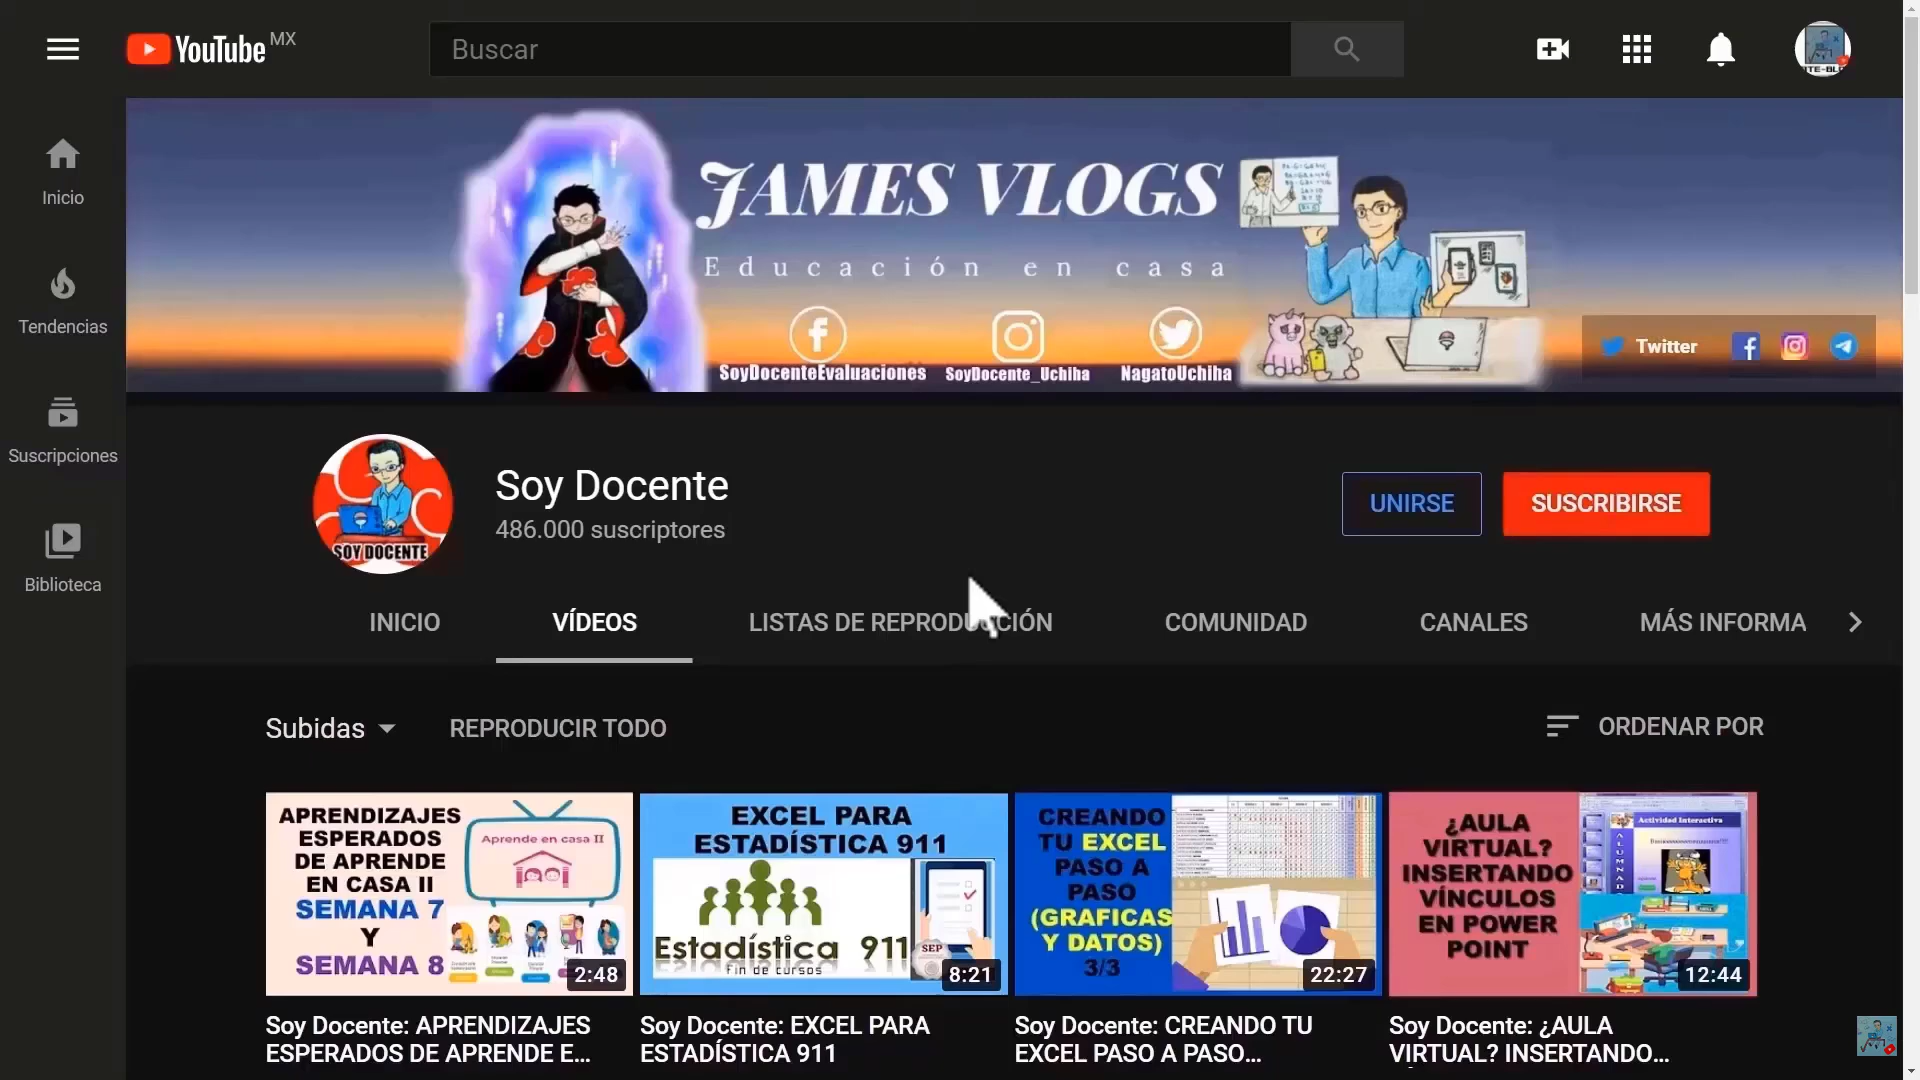 YouTube MX
Buscar
Inicio
Tendencias
Suscripciones
Biblioteca
JAMES VLOGS
Educación en casa
SoyDocenteEvaluaciones
SoyDocente_Uchiha
NagatoUchiha
Twitter
SOY DOCENTE
Soy Docente
486.000 suscriptores
UNIRSE
SUSCRIBIRSE
INICIO
VÍDEOS
LISTAS DE REPRODUCCIÓN
COMUNIDAD
CANALES
MÁS INFORMA
Subidas
REPRODUCIR TODO
ORDENAR POR
APRENDIZAJES
ESPERADOS
DE APRENDE
EN CASA II
SEMANA 7
Y
SEMANA 8
Aprende en casa II
2:48
EXCEL PARA
ESTADÍSTICA 911
Estadística 911
Fin de cursos
SEP
8:21
CREANDO
TU EXCEL
PASO A
PASO
(GRAFICAS
Y DATOS)
3/3
22:27
¿AULA
VIRTUAL?
INSERTANDO
VÍNCULOS
EN POWER
POINT
Actividad Interactiva
12:44
Soy Docente: APRENDIZAJES
ESPERADOS DE APRENDE E...
Soy Docente: EXCEL PARA
ESTADÍSTICA 911
Soy Docente: CREANDO TU
EXCEL PASO A PASO...
Soy Docente: ¿AULA
VIRTUAL? INSERTANDO...